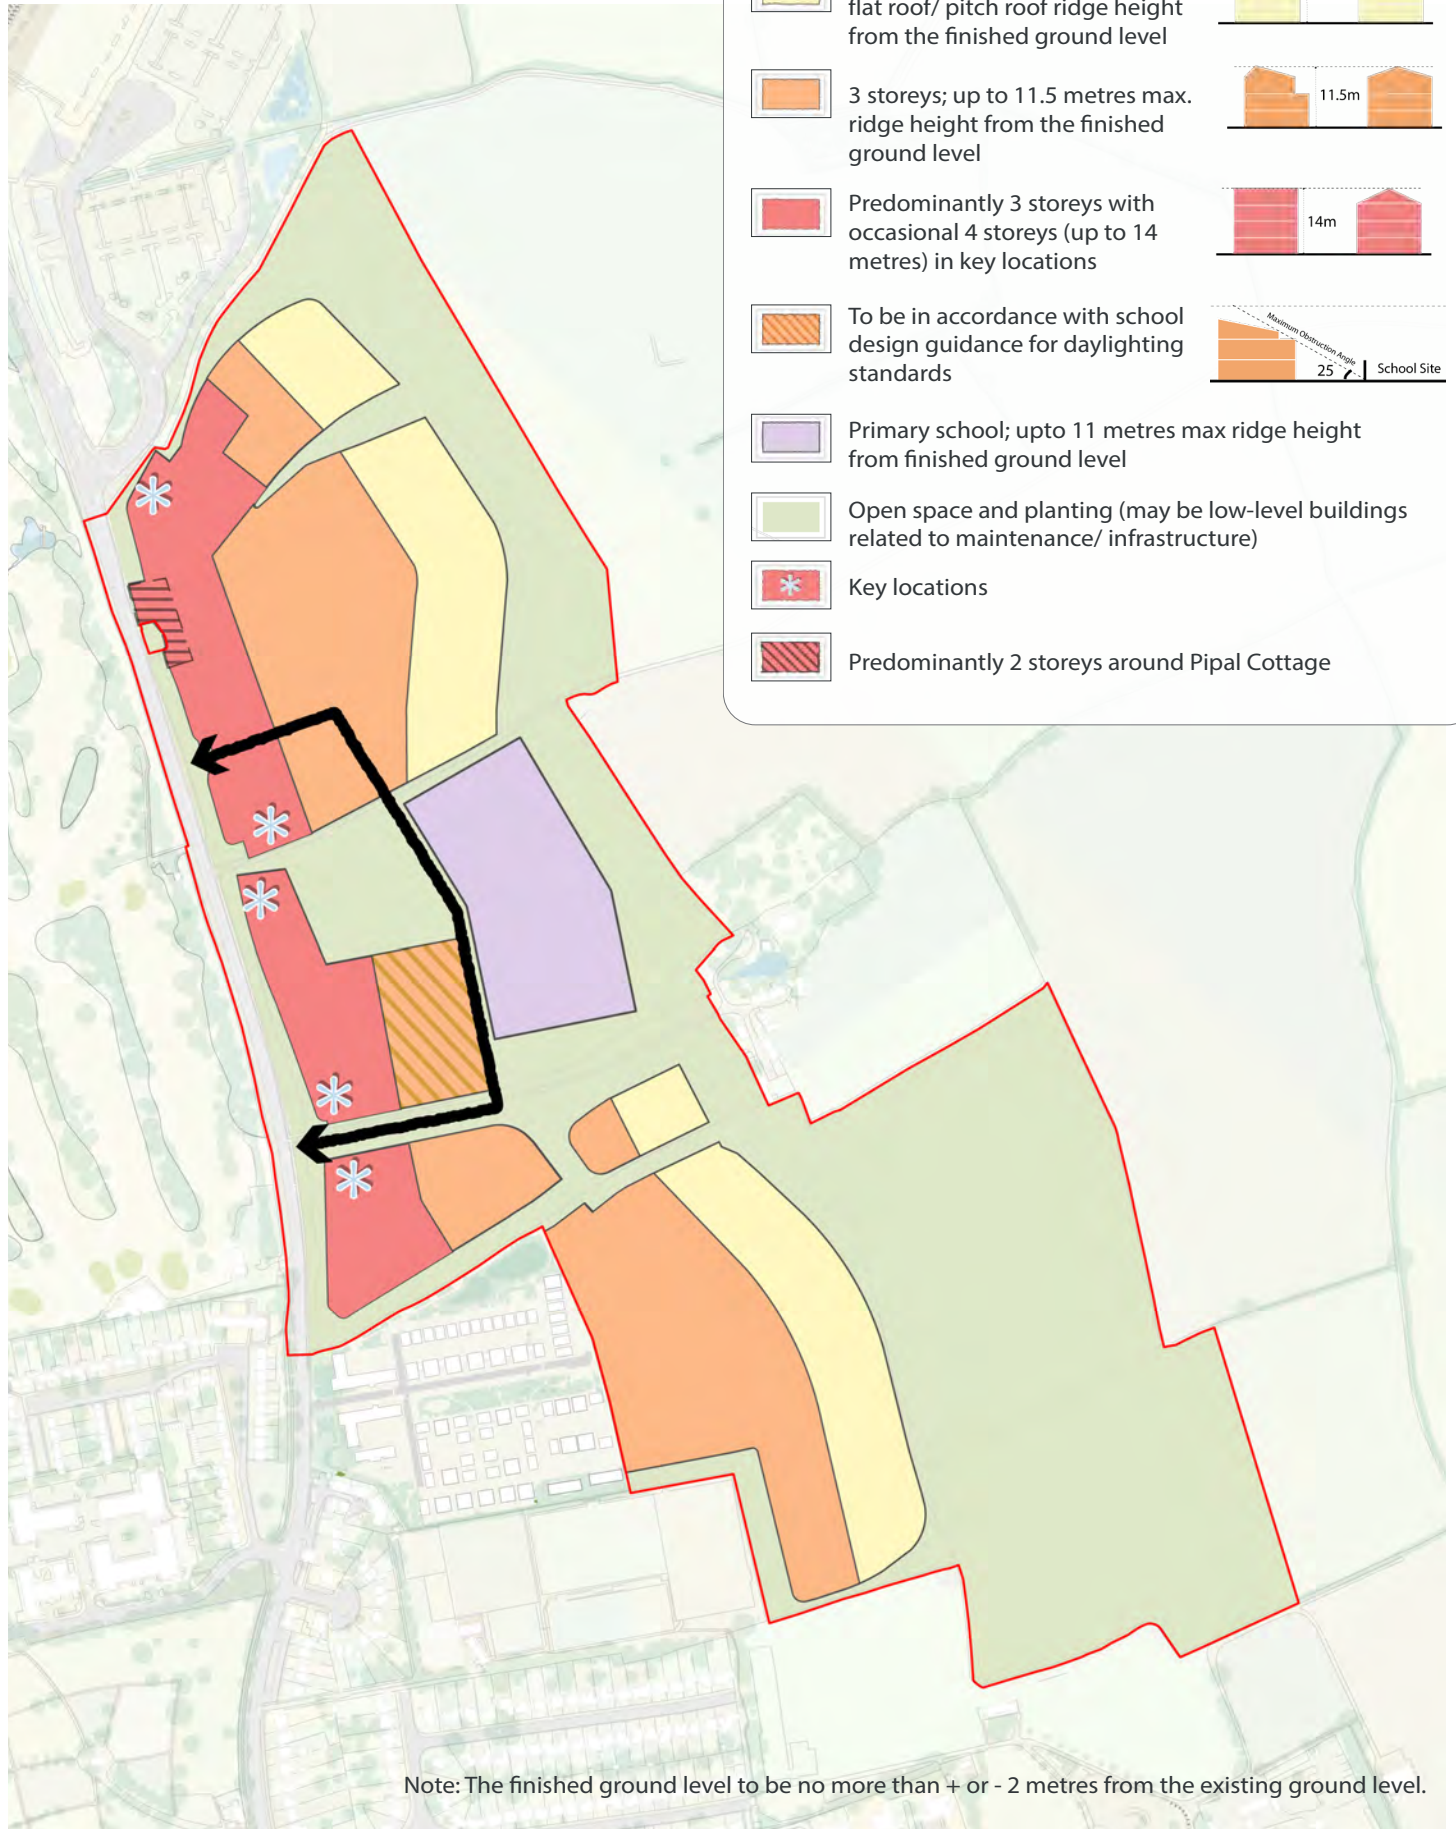 flat roof/ pitch roof ridge height
from the finished ground level
3 storeys; up to 11.5 metres max.
ridge height from the finished
ground level
11.5m
Predominantly 3 storeys with
occasional 4 storeys (up to 14
metres) in key locations
14m
To be in accordance with school
design guidance for daylighting
standards
Maximum Obstruction Angle
25
School Site
Primary school; upto 11 metres max ridge height
from finished ground level
Open space and planting (may be low-level buildings
related to maintenance/ infrastructure)
Key locations
Predominantly 2 storeys around Pipal Cottage
Note: The finished ground level to be no more than + or - 2 metres from the existing ground level.